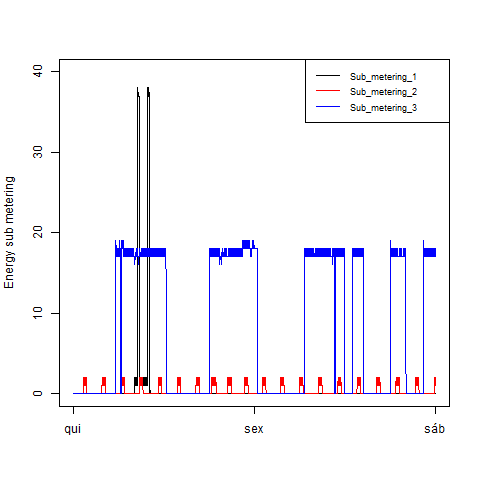 Energy sub metering
40
30
20
10
0
qui
sex
sáb
Sub_metering_1
Sub_metering_2
Sub_metering_3